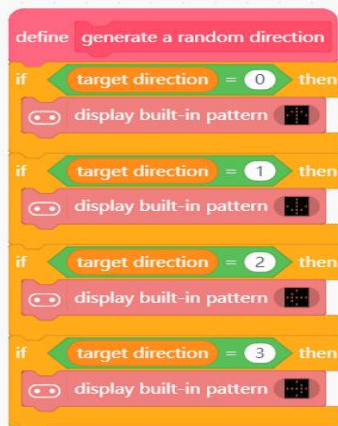 define generate a random direction
if target direction = 0 then
display built-in pattern
if target direction = 1 then
display built-in pattern
if target direction = 2 then
display built-in pattern
if target direction = 3 then
display built-in pattern